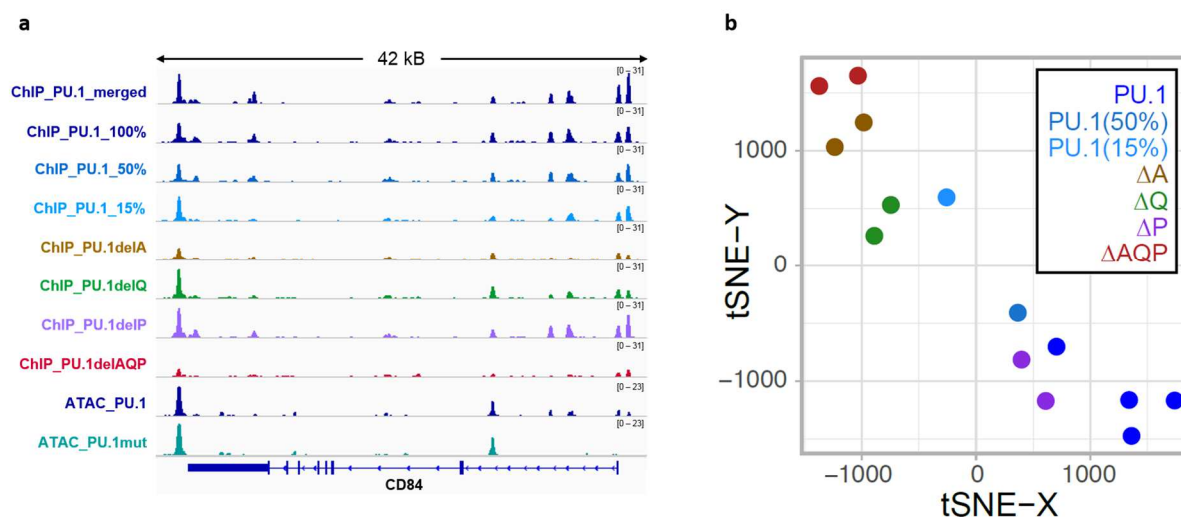 a
42 kB
[0 – 31]
ChIP_PU.1_merged
[0 – 31]
ChIP_PU.1_100%
[0 – 31]
ChIP_PU.1_50%
[0 – 31]
ChIP_PU.1_15%
[0 – 31]
ChIP_PU.1delA
[0 – 31]
ChIP_PU.1delQ
[0 – 31]
ChIP_PU.1delP
[0 – 31]
ChIP_PU.1delAQP
[0 – 23]
ATAC_PU.1
[0 – 23]
ATAC_PU.1mut
CD84
b
tSNE−Y
1000
0
−1000
PU.1
PU.1(50%)
PU.1(15%)
ΔA
ΔQ
ΔP
ΔAQP
−1000
0
1000
tSNE−X